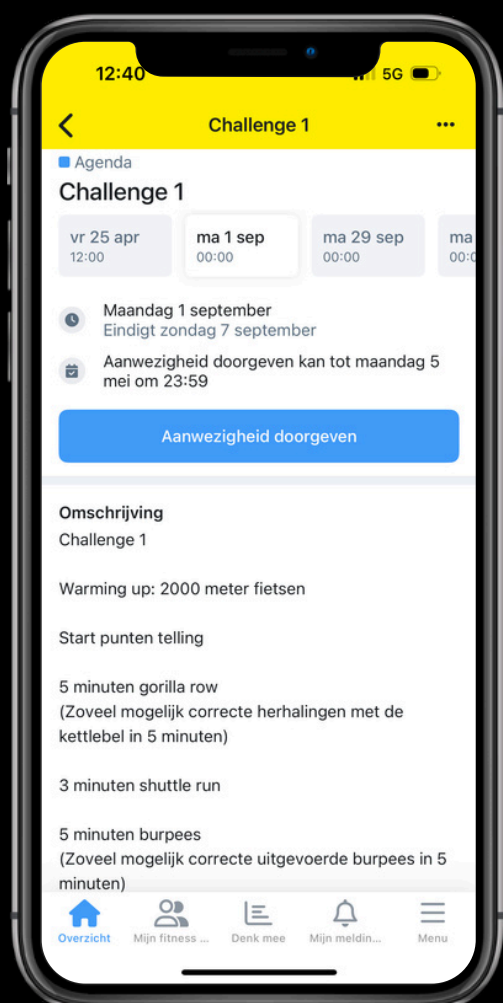 12:40
5G
Challenge 1
Agenda
Challenge 1
vr 25 apr
12:00
ma 1 sep
00:00
ma 29 sep
00:00
ma
Maandag 1 september
Eindigt zondag 7 september
Aanwezigheid doorgeven kan tot maandag 5
mei om 23:59
Aanwezigheid doorgeven
Omschrijving
Challenge 1
Warming up: 2000 meter fietsen
Start punten telling
5 minuten gorilla row
(Zoveel mogelijk correcte herhalingen met de
kettlebel in 5 minuten)
3 minuten shuttle run
5 minuten burpees
(Zoveel mogelijk correcte uitgevoerde burpees in 5
minuten)
Overzicht
Mijn fitness ...
Denk mee
Mijn meldin...
Menu